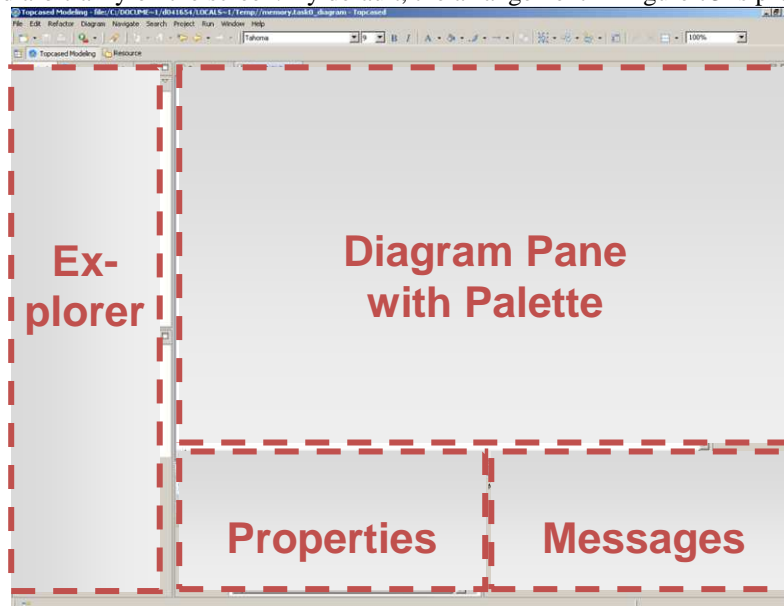 Topcased Modeling - file:/C:/DOCUME~1/d041654/LOCALS~1/Temp//memory.task0_diagram - Topcased
File Edit Refactor Diagram Navigate Search Project Run Window Help
Tahoma 9 B I A 100%
Topcased Modeling Resource
Ex-
plorer
Diagram Pane
with Palette
Properties
Messages